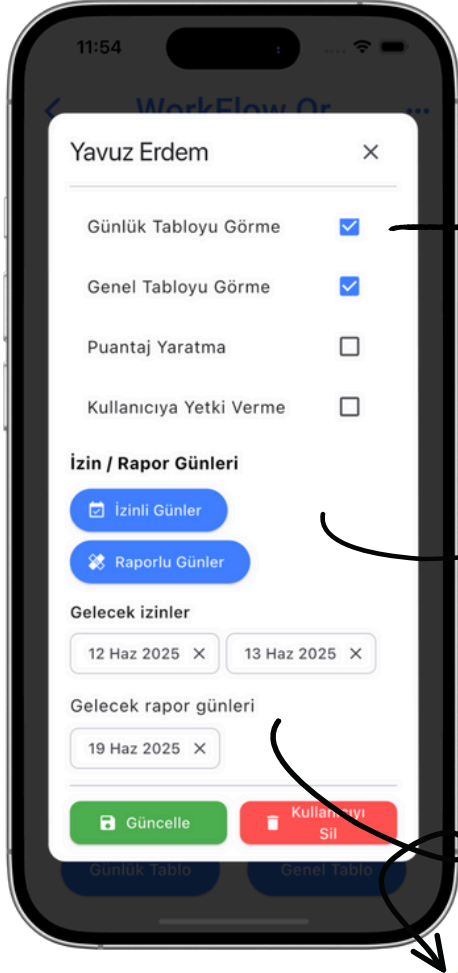 11:54
WorkFlow Or
Yavuz Erdem
Günlük Tabloyu Görme
Genel Tabloyu Görme
Puantaj Yaratma
Kullanıcıya Yetki Verme
İzin / Rapor Günleri
İzinli Günler
Raporlu Günler
Gelecek izinler
12 Haz 2025
13 Haz 2025
Gelecek rapor günleri
19 Haz 2025
Güncelle
Kullanıcıyı
Sil
Günlük Tablo
Genel Tablo